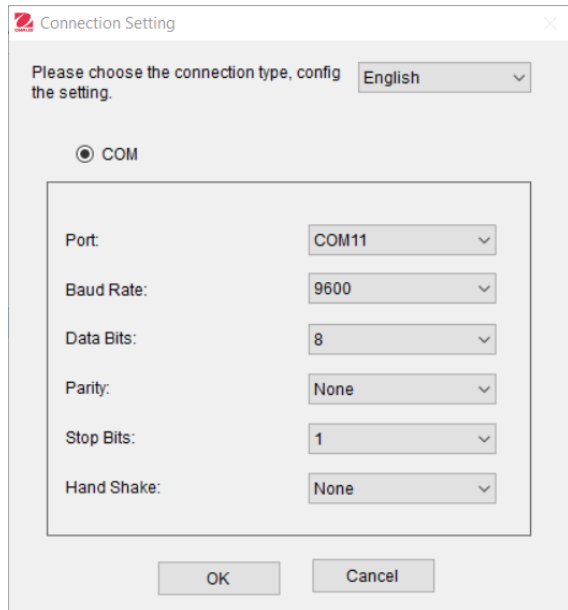 Connection Setting
Please choose the connection type, config
the setting.
English
COM
Port:
COM11
Baud Rate:
9600
Data Bits:
8
Parity:
None
Stop Bits:
1
Hand Shake:
None
OK
Cancel